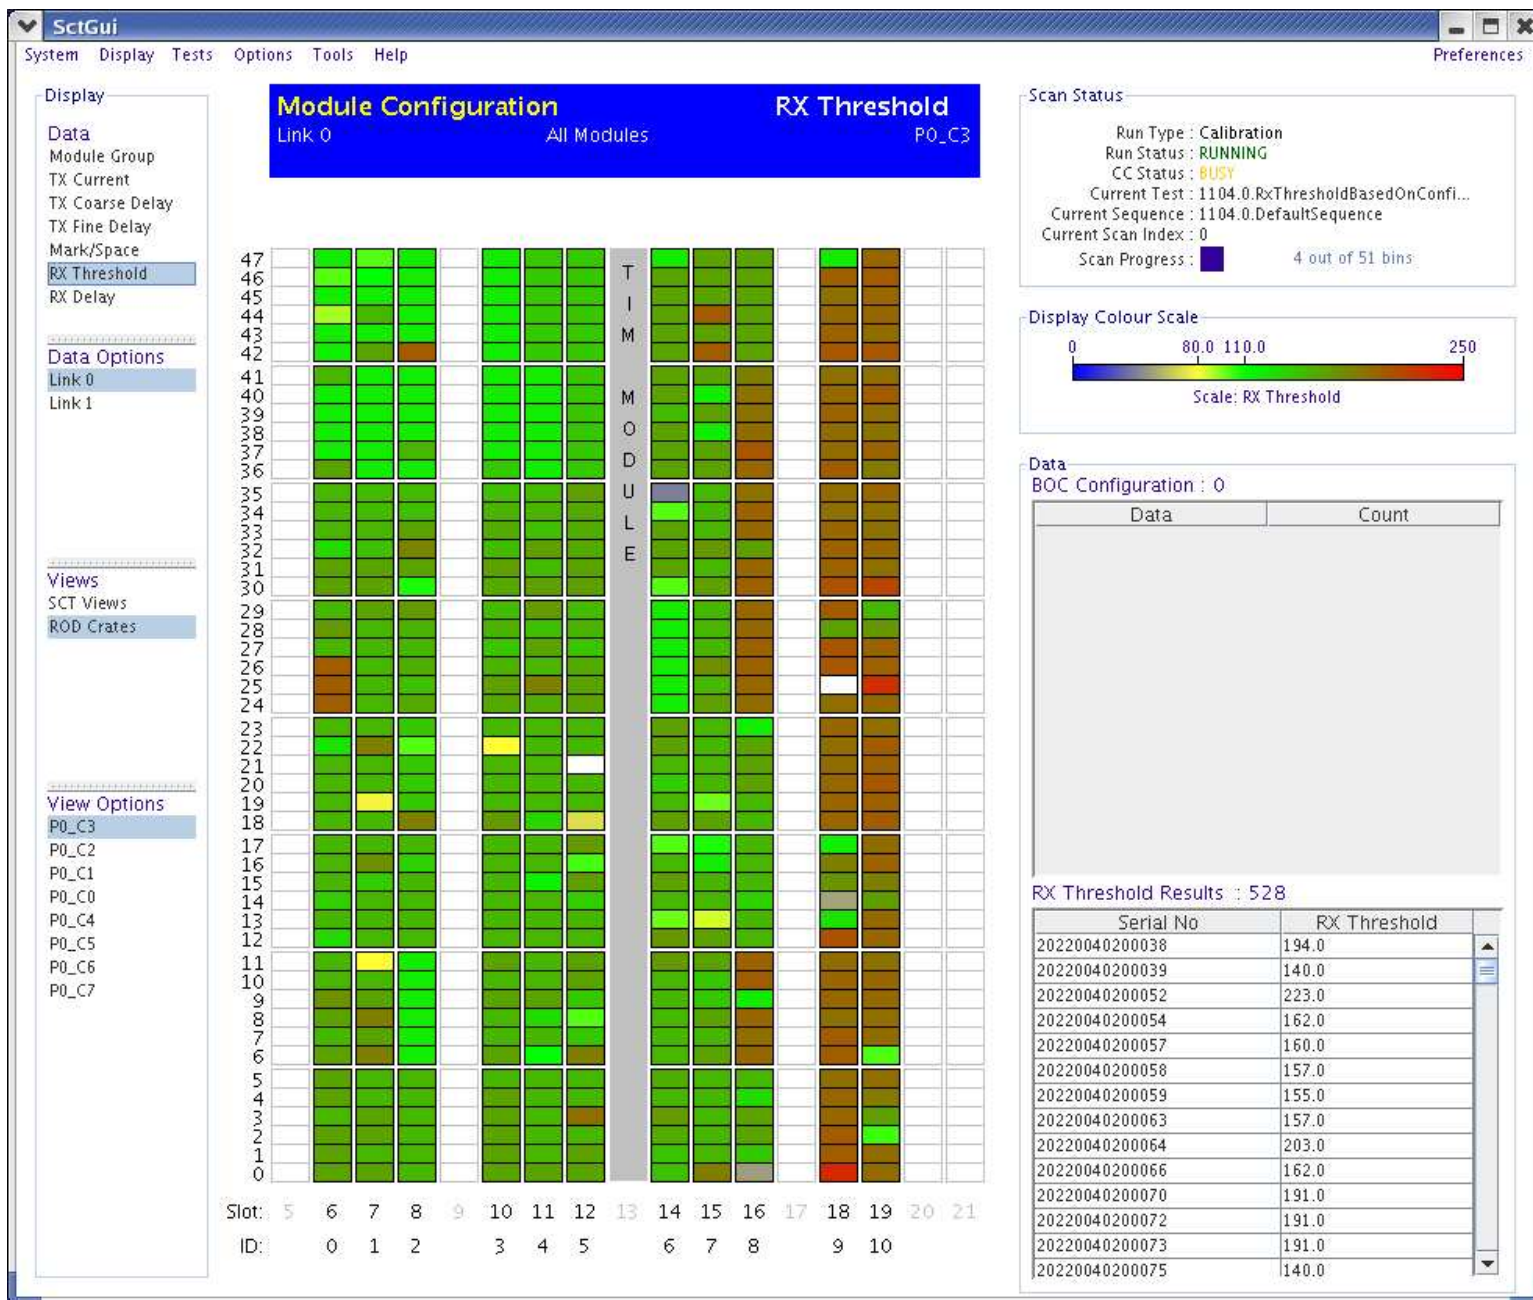 SctGui
System Display Tests Options Tools Help Preferences
Display
Data
Module Group
TX Current
TX Coarse Delay
TX Fine Delay
Mark/Space
RX Threshold
RX Delay
Data Options
Link 0
Link 1
Views
SCT Views
ROD Crates
View Options
P0_C3
P0_C2
P0_C1
P0_C0
P0_C4
P0_C5
P0_C6
P0_C7
Module Configuration RX Threshold
Link 0 All Modules P0_C3
47
46
45
44
43
42
41
40
39
38
37
36
35
34
33
32
31
30
29
28
27
26
25
24
23
22
21
20
19
18
17
16
15
14
13
12
11
10
9
8
7
6
5
4
3
2
1
0
TIM MODULE
Slot: 5 6 7 8 9 10 11 12 13 14 15 16 17 18 19 20 21
ID: 0 1 2 3 4 5 6 7 8 9 10
Scan Status
Run Type : Calibration
Run Status : RUNNING
CC Status : BUSY
Current Test : 1104.0.RxThresholdBasedOnConfi...
Current Sequence : 1104.0.DefaultSequence
Current Scan Index : 0
Scan Progress : 4 out of 51 bins
Display Colour Scale
0 80.0 110.0 250
Scale: RX Threshold
Data
BOC Configuration : 0
Data Count
RX Threshold Results : 528
Serial No RX Threshold
20220040200038 194.0
20220040200039 140.0
20220040200052 223.0
20220040200054 162.0
20220040200057 160.0
20220040200058 157.0
20220040200059 155.0
20220040200063 157.0
20220040200064 203.0
20220040200066 162.0
20220040200070 191.0
20220040200072 191.0
20220040200073 191.0
20220040200075 140.0